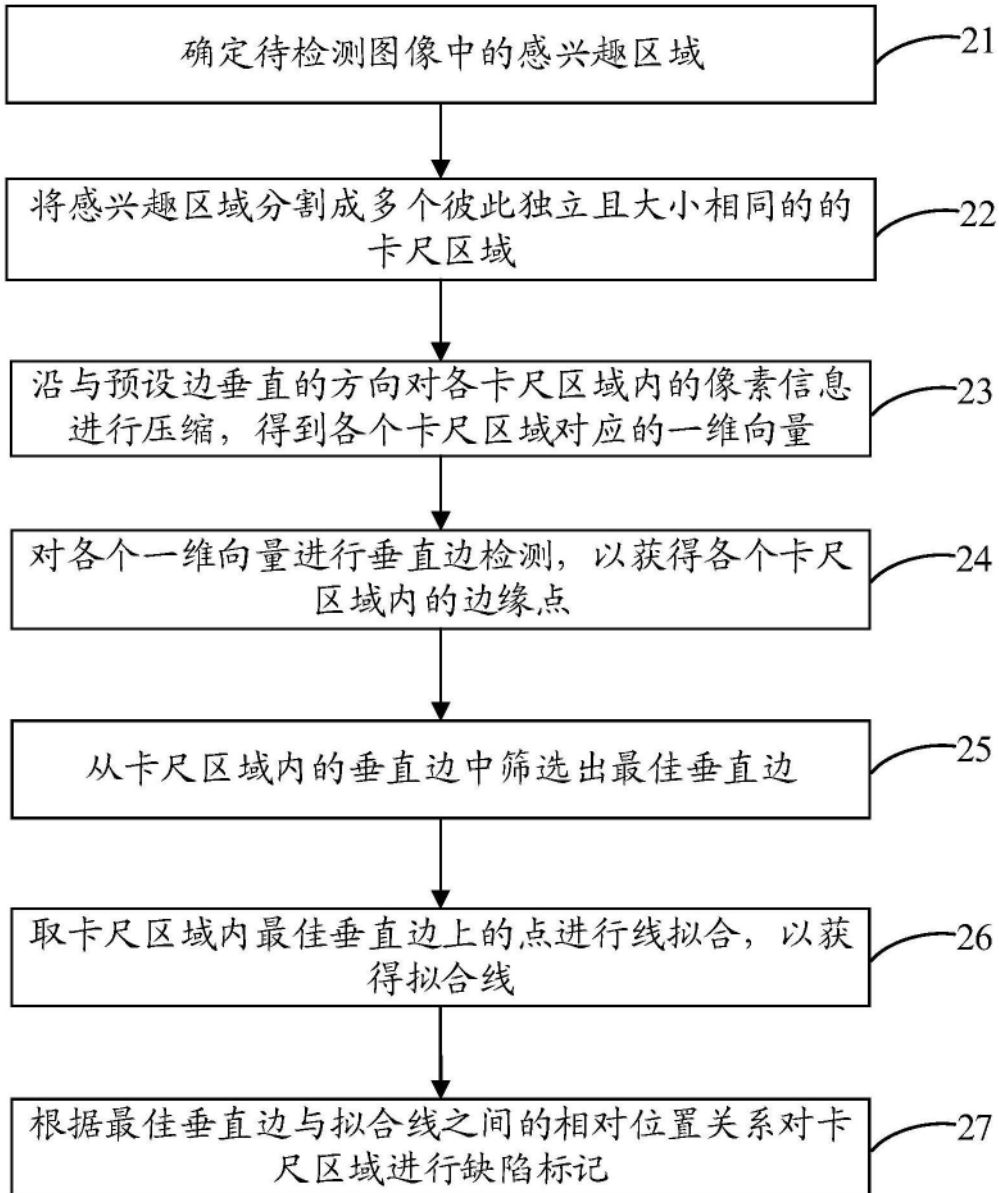 确定待检测图像中的感兴趣区域
21
将感兴趣区域分割成多个彼此独立且大小相同的的
卡尺区域
22
沿与预设边垂直的方向对各卡尺区域内的像素信息
进行压缩，得到各个卡尺区域对应的一维向量
23
对各个一维向量进行垂直边检测，以获得各个卡尺
区域内的边缘点
24
从卡尺区域内的垂直边中筛选出最佳垂直边
25
取卡尺区域内最佳垂直边上的点进行线拟合，以获
得拟合线
26
根据最佳垂直边与拟合线之间的相对位置关系对卡
尺区域进行缺陷标记
27